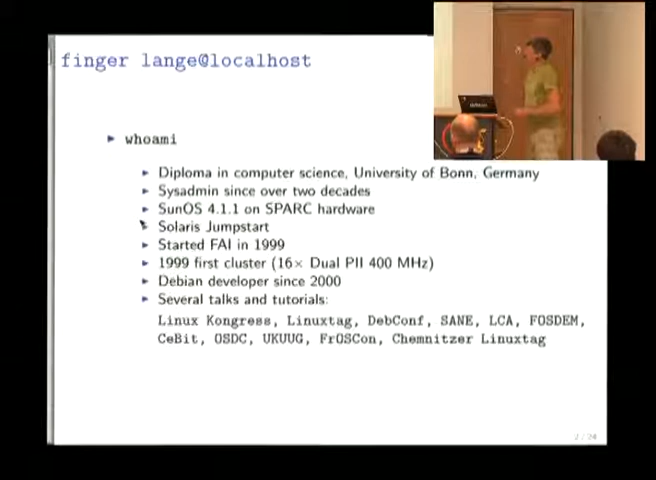 finger lange@localhost
whoami
Diploma in computer science, University of Bonn, Germany
Sysadmin since over two decades
SunOS 4.1.1 on SPARC hardware
Solaris Jumpstart
Started FAI in 1999
1999 first cluster (16× Dual PII 400 MHz)
Debian developer since 2000
Several talks and tutorials:
Linux Kongress, Linuxtag, DebConf, SANE, LCA, FOSDEM,
CeBit, OSDC, UKUUG, FrOSCon, Chemnitzer Linuxtag
2 / 24